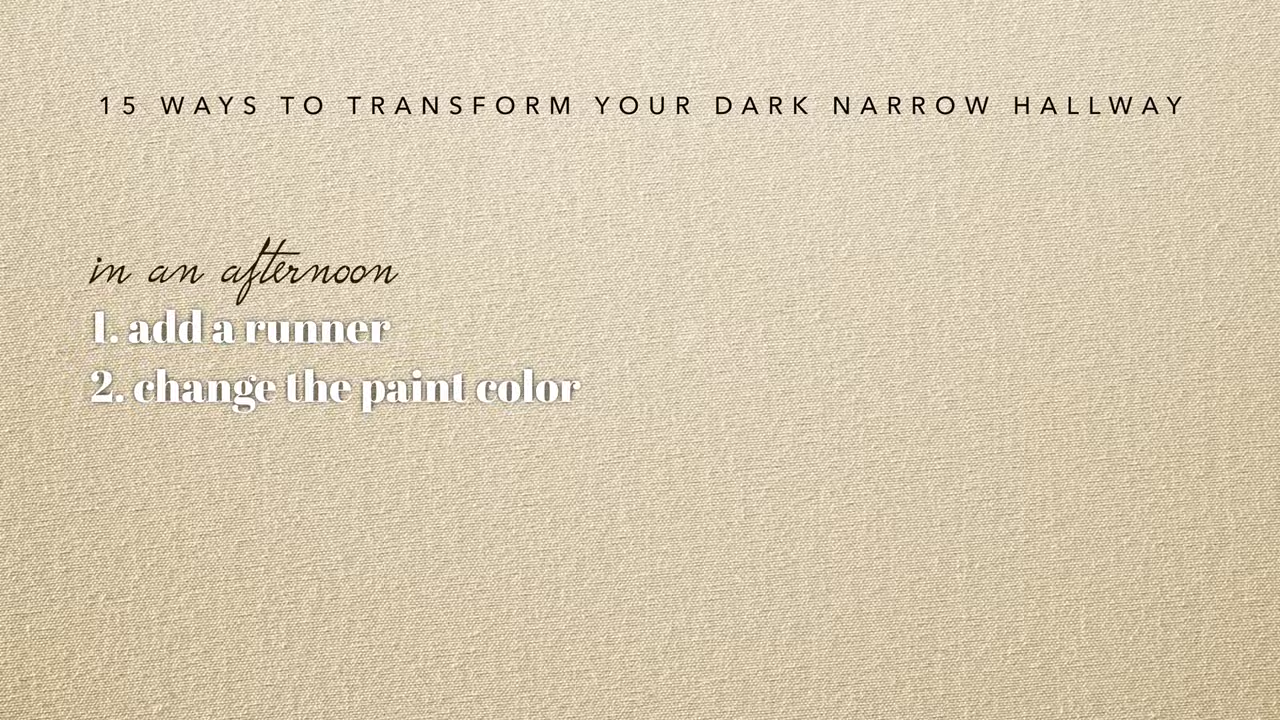 15 WAYS TO TRANSFORM YOUR DARK NARROW HALLWAY
in an afternoon
1. add a runner
2. change the paint color